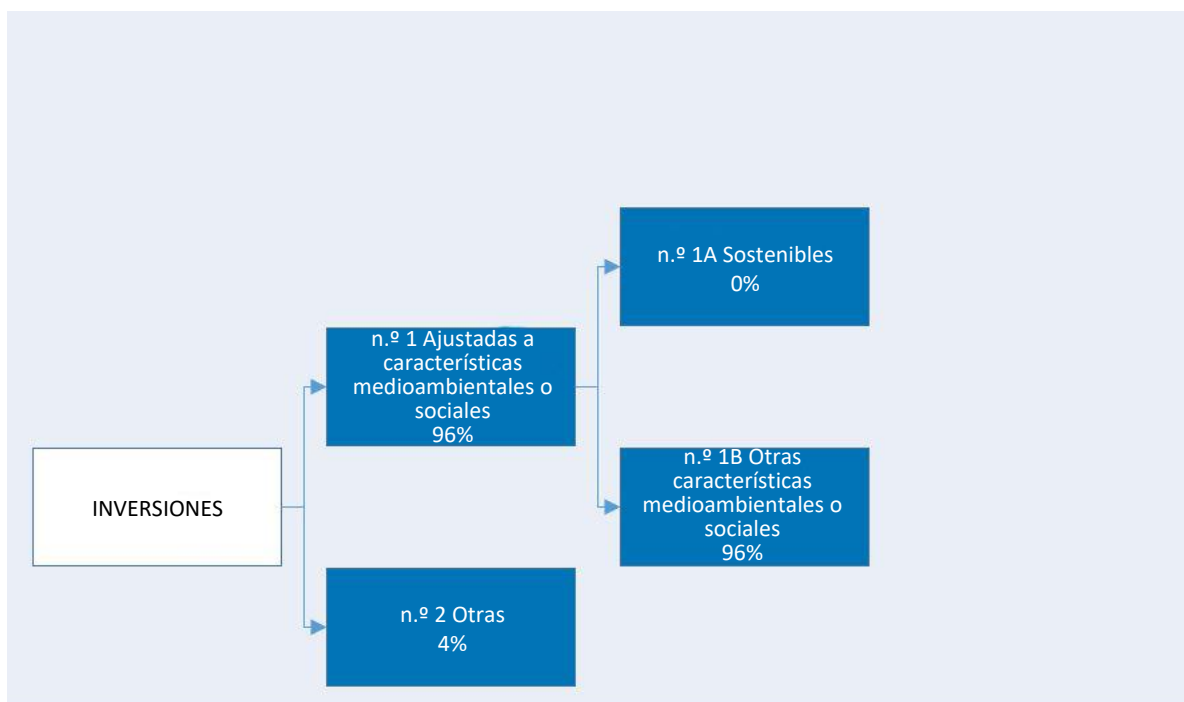 n.º 1A Sostenibles
0%
n.º 1 Ajustadas a
características
medioambientales o
sociales
96%
n.º 1B Otras
características
medioambientales o
sociales
96%
INVERSIONES
n.º 2 Otras
4%